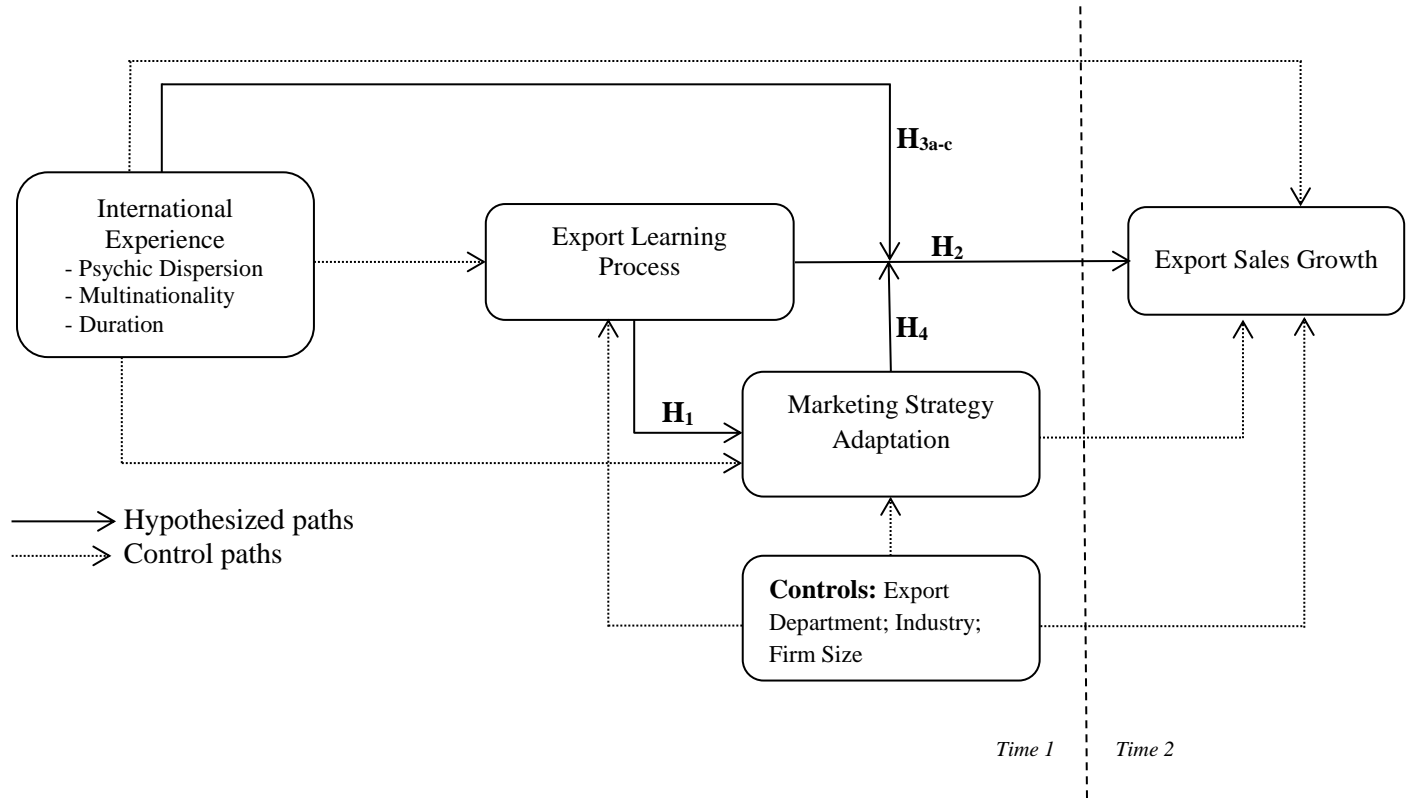 H3a-c
International
Experience
- Psychic Dispersion
- Multinationality
- Duration
Export Learning
Process
H2
Export Sales Growth
H4
H1
Marketing Strategy
Adaptation
Hypothesized paths
Control paths
Controls: Export
Department; Industry;
Firm Size
Time 1
Time 2